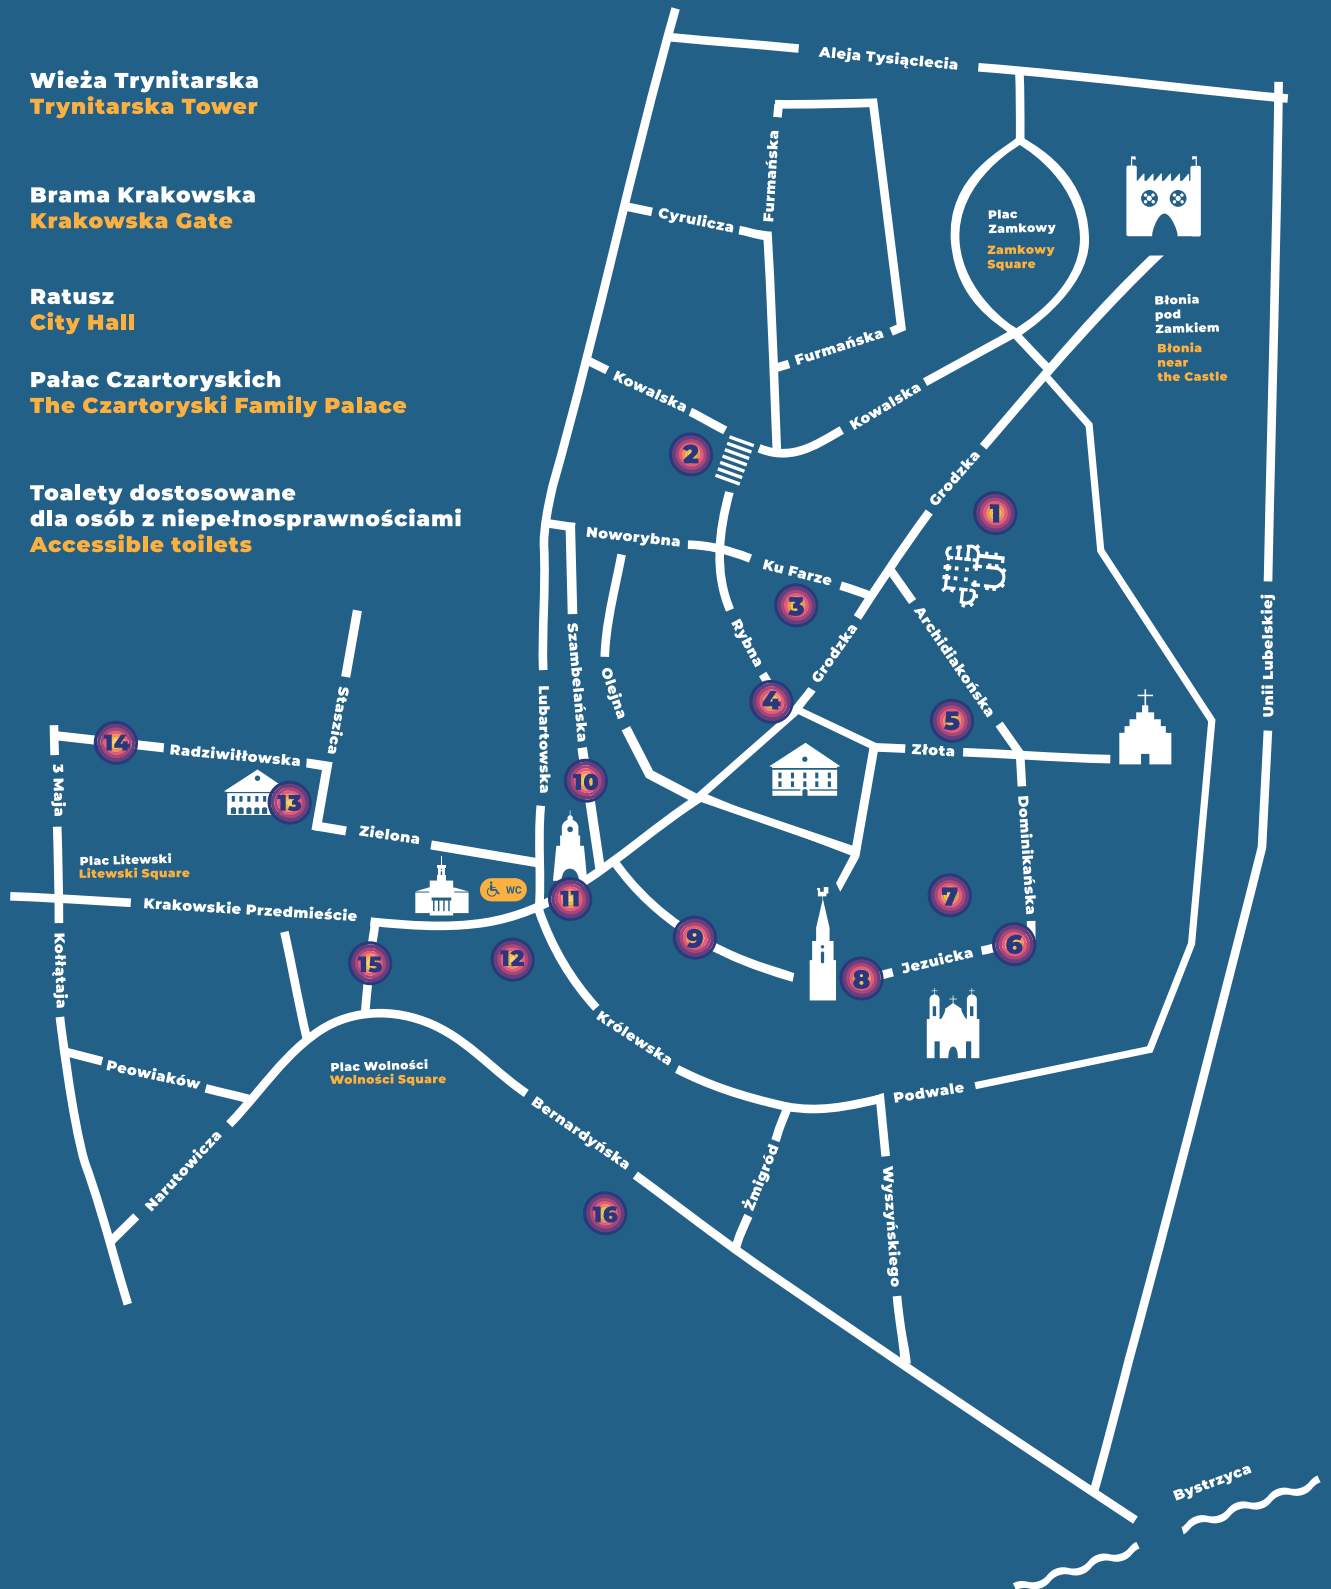 Wieża Trynitarska
Trynitarska Tower
Brama Krakowska
Krakowska Gate
Ratusz
City Hall
Pałac Czartoryskich
The Czartoryski Family Palace
Toalety dostosowane
dla osób z niepełnosprawnościami
Accessible toilets
Aleja Tysiąclecia
Furmańska
Cyrulicza
Plac
Zamkowy
Zamkowy
Square
Błonia
pod
Zamkiem
Błonia
near
the Castle
Furmańska
Kowalska
Kowalska
2
Grodzka
1
Noworybna
Ku Farze
3
Rybna
Grodzka
Archidiakońska
Unii Lubelskiej
Szambelańska
Olejna
Lubartowska
Staszica
4
5
Złota
14
Radziwiłłowska
3 Maja
13
10
Zielona
Dominikańska
Plac Litewski
Litewski Square
WC
Krakowskie Przedmieście
11
7
9
6
Kołłątaja
15
12
8
Jezuicka
Królewska
Peowiaków
Plac Wolności
Wolności Square
Podwale
Bernardyńska
Narutowicza
Żmigród
Wyszyńskiego
16
Bystrzyca